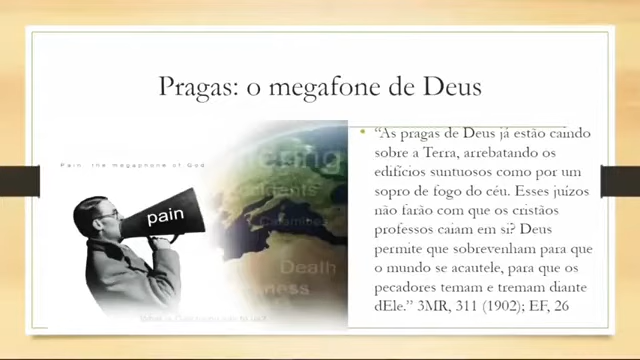 Pragas: o megafone de Deus
Pain, the megaphone of God
pain
Calamities
Death
• “As pragas de Deus já estão caindo
sobre a Terra, arrebatando os
edifícios suntuosos como por um
sopro de fogo do céu. Esses juízos
não farão com que os cristãos
professos caiam em si? Deus
permite que sobrevenham para que
o mundo se acautele, para que os
pecadores temam e tremam diante
dEle.” 3MR, 311 (1902); EF, 26